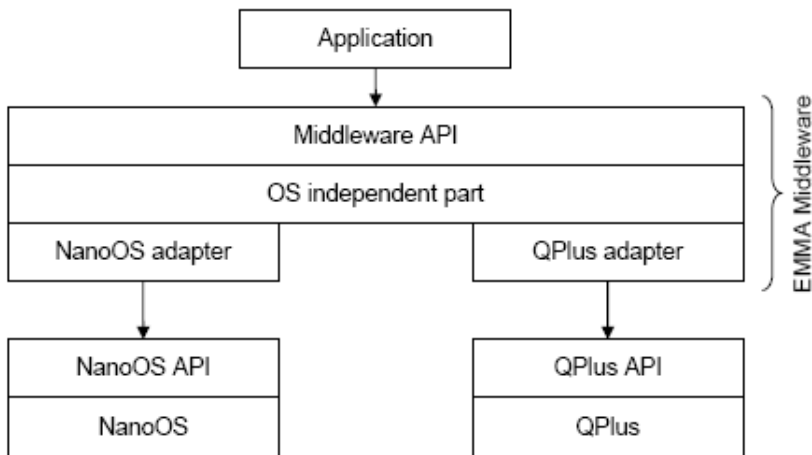 Application
Middleware API
OS independent part
NanoOS adapter
QPlus adapter
EMMA Middleware
NanoOS API
QPlus API
NanoOS
QPlus